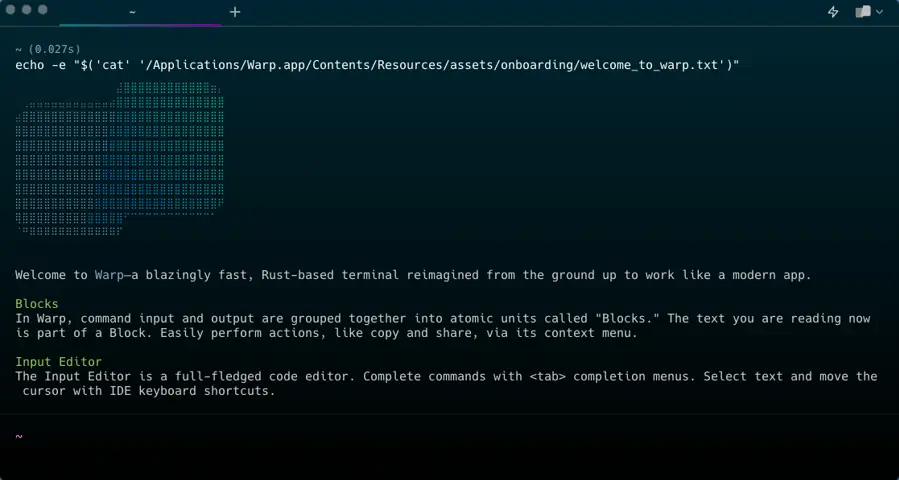 ~
~ (0.027s)
echo -e "$('cat' '/Applications/Warp.app/Contents/Resources/assets/onboarding/welcome_to_warp.txt')"
Welcome to Warp—a blazingly fast, Rust-based terminal reimagined from the ground up to work like a modern app.
Blocks
In Warp, command input and output are grouped together into atomic units called "Blocks." The text you are reading now
is part of a Block. Easily perform actions, like copy and share, via its context menu.
Input Editor
The Input Editor is a full-fledged code editor. Complete commands with <tab> completion menus. Select text and move the
cursor with IDE keyboard shortcuts.
~